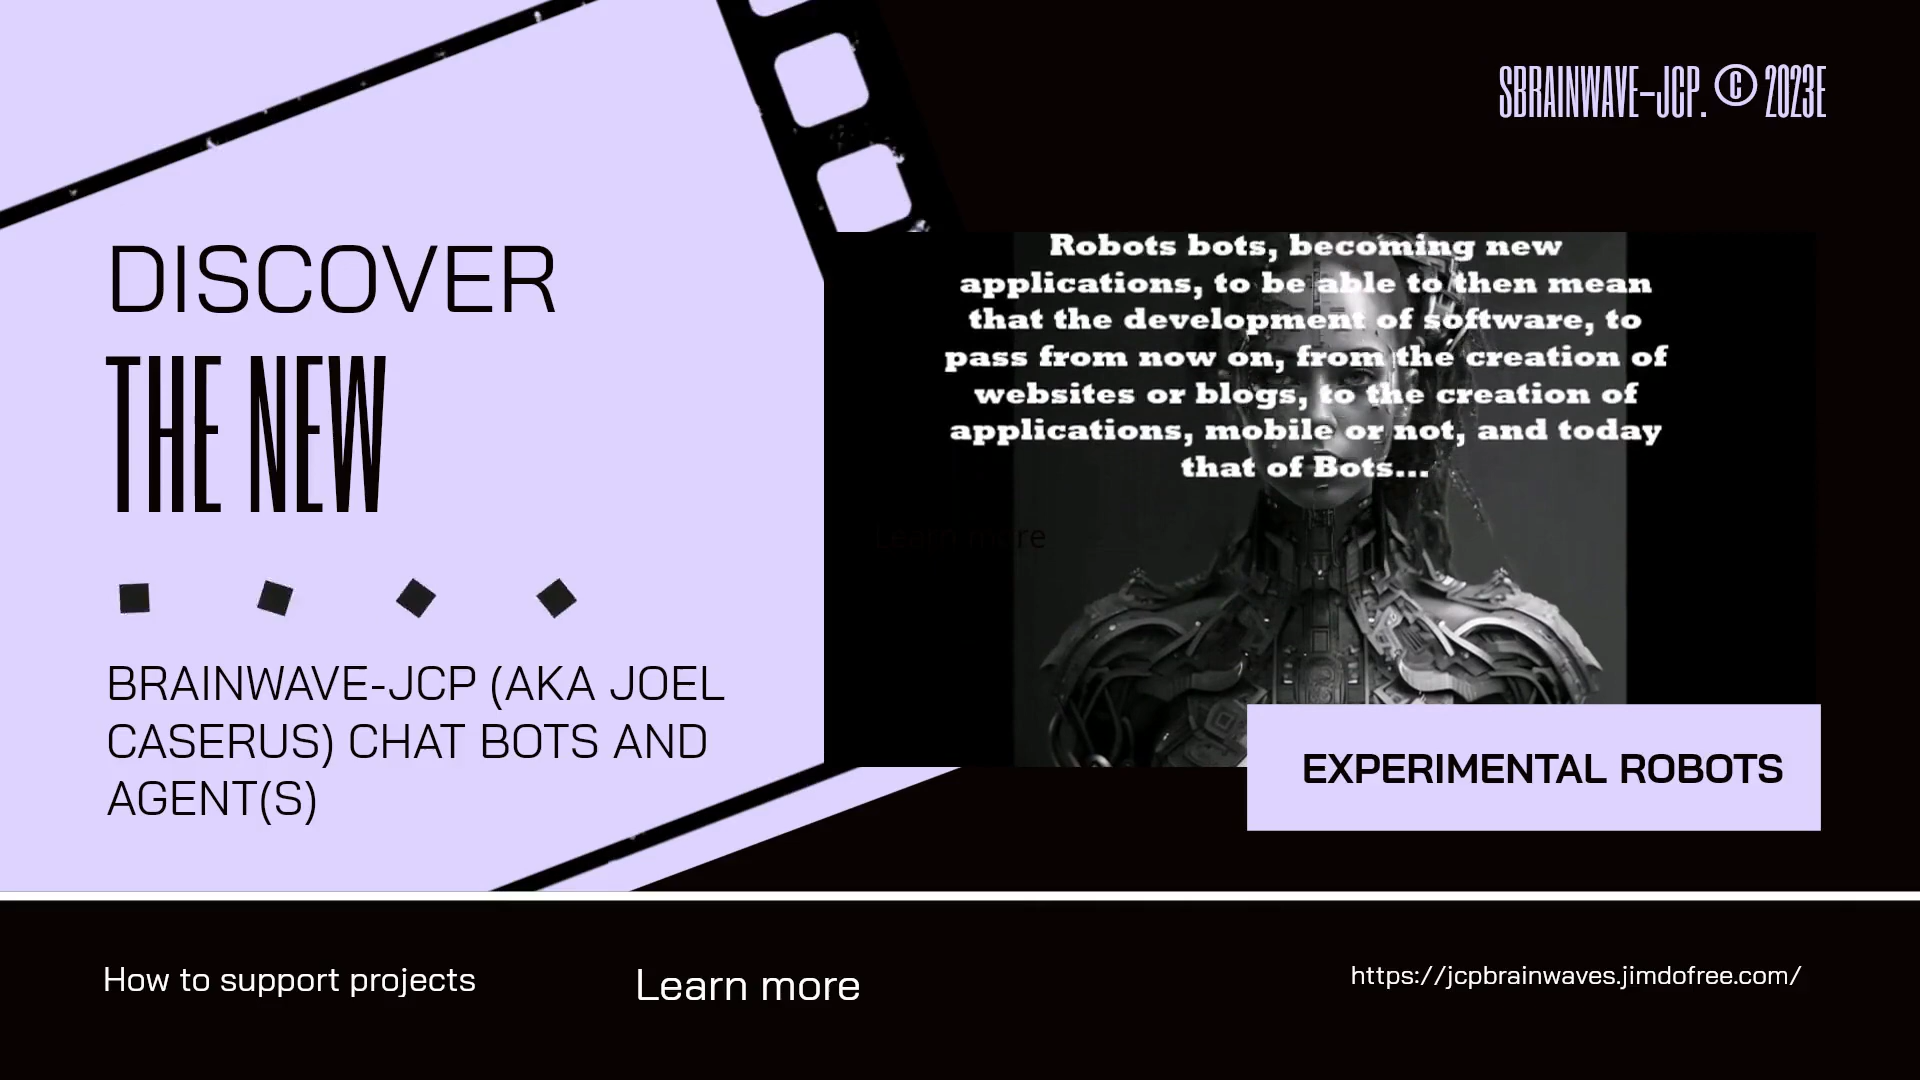 SBRAINWAVE-JCP. © 2023E
DISCOVER
THE NEW
BRAINWAVE-JCP (AKA JOEL
CASERUS) CHAT BOTS AND
AGENT(S)
Robots bots, becoming new
applications, to be able to then mean
that the development of software, to
pass from now on, from the creation of
websites or blogs, to the creation of
applications, mobile or not, and today
that of Bots...
Learn more
EXPERIMENTAL ROBOTS
How to support projects
Learn more
https://jcpbrainwaves.jimdofree.com/